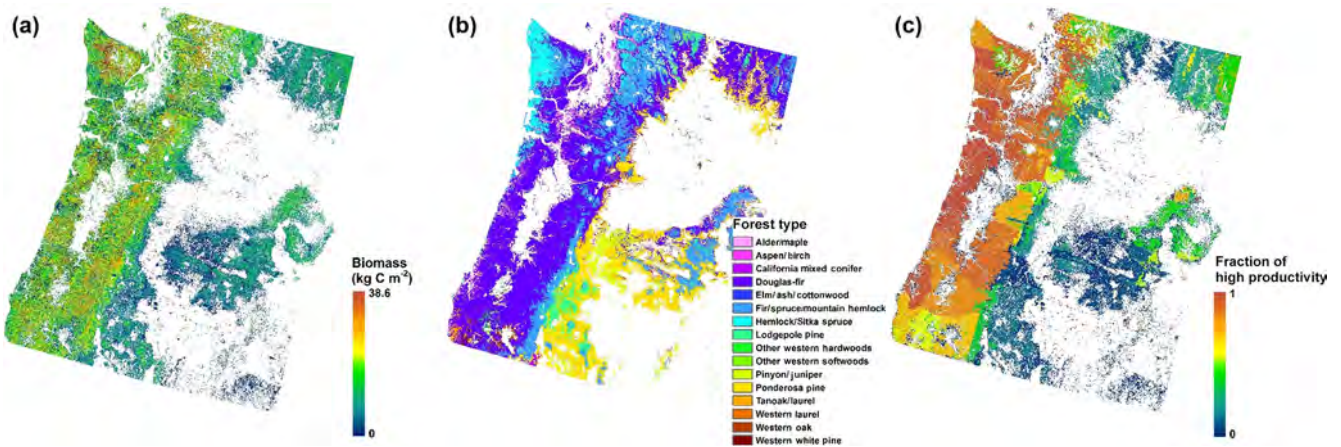 (a)
Biomass
(kg C m⁻²)
38.6
0
(b)
Forest type
Alder/maple
Aspen/birch
California mixed conifer
Douglas-fir
Elm/ash/cottonwood
Fir/spruce/mountain hemlock
Hemlock/Sitka spruce
Lodgepole pine
Other western hardwoods
Other western softwoods
Pinyon/juniper
Ponderosa pine
Tanoak/laurel
Western laurel
Western oak
Western white pine
(c)
Fraction of
high productivity
1
0